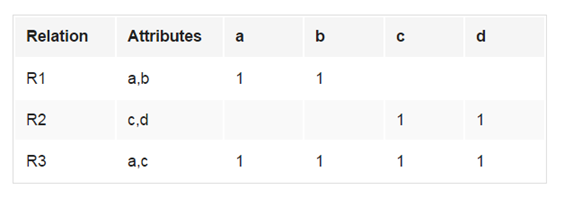 Relation Attributes a b c d
R1 a,b 1 1
R2 c,d 1 1
R3 a,c 1 1 1 1